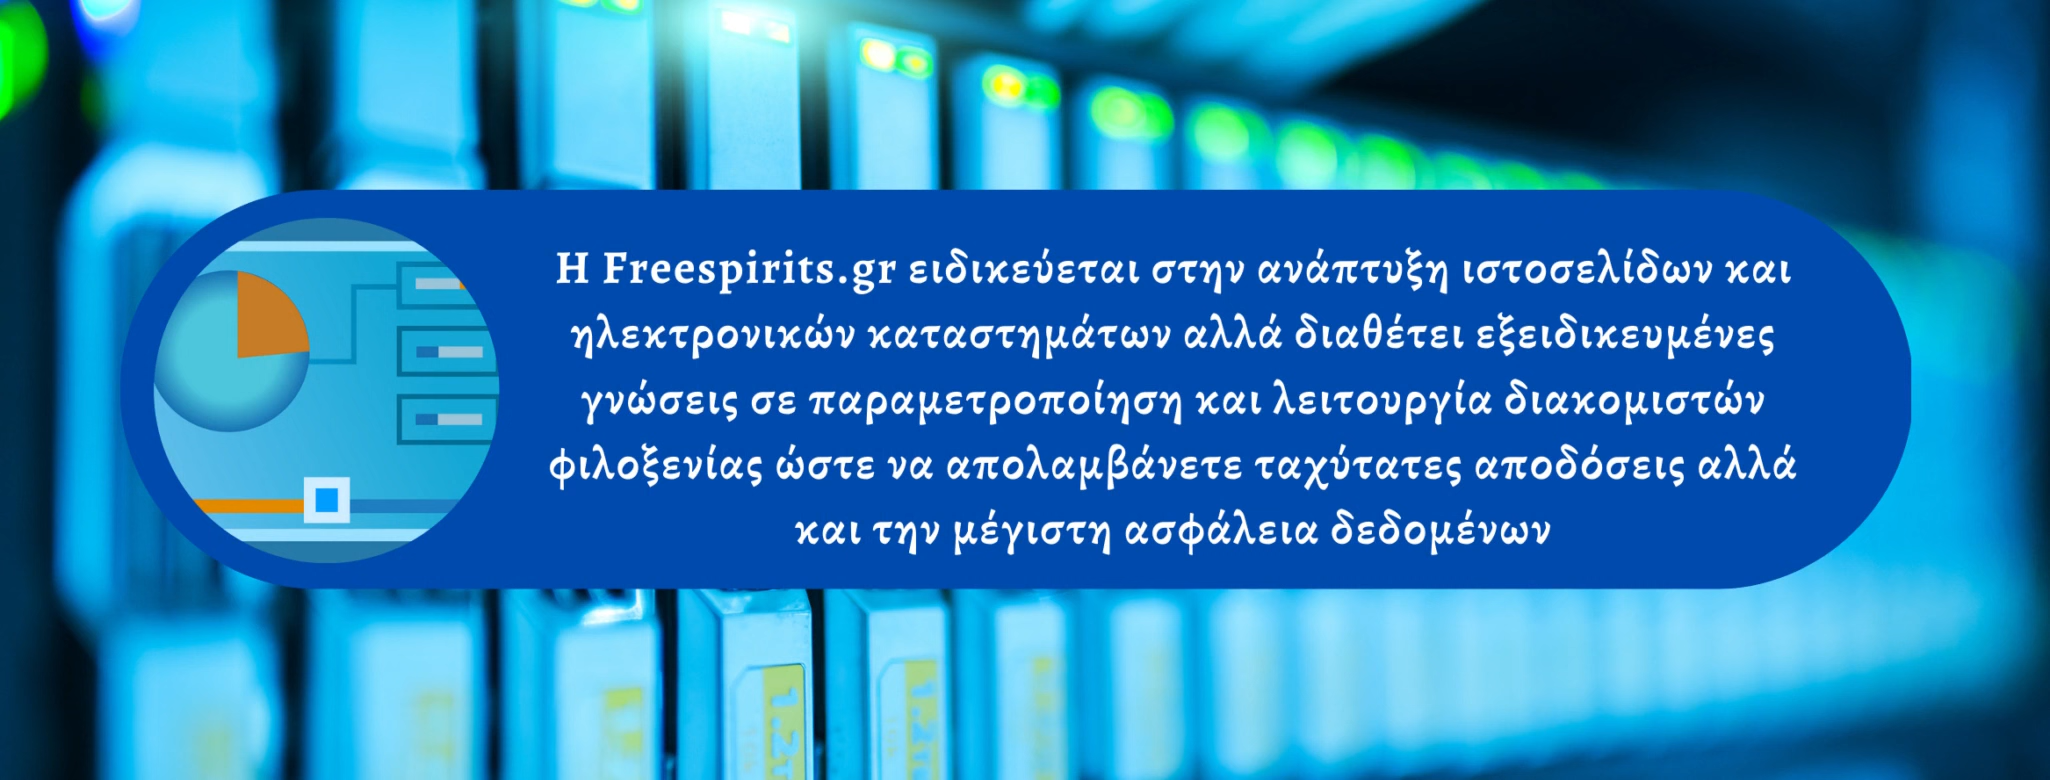 Η Freespirits.gr ειδικεύεται στην ανάπτυξη ιστοσελίδων και
ηλεκτρονικών καταστημάτων αλλά διαθέτει εξειδικευμένες
γνώσεις σε παραμετροποίηση και λειτουργία διακομιστών
φιλοξενίας ώστε να απολαμβάνετε ταχύτατες αποδόσεις αλλά
και την μέγιστη ασφάλεια δεδομένων